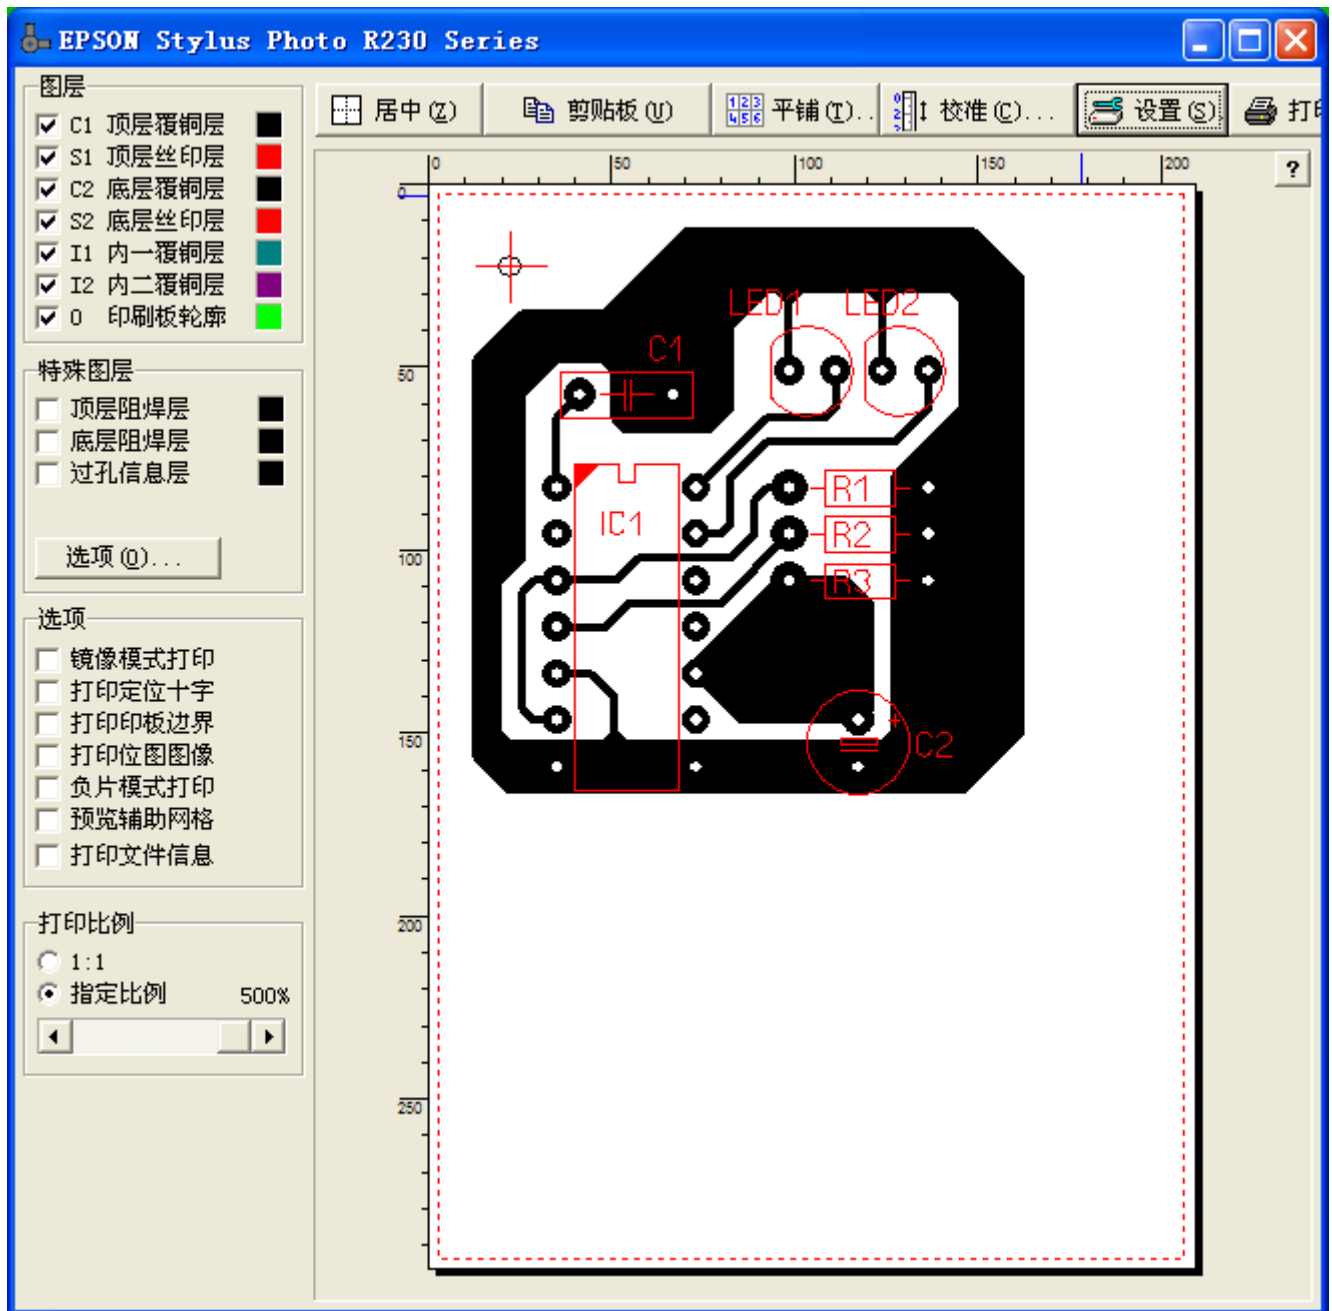 EPSON Stylus Photo R230 Series
图层
C1 顶层覆铜层
S1 顶层丝印层
C2 底层覆铜层
S2 底层丝印层
I1 内一覆铜层
I2 内二覆铜层
O 印刷板轮廓
特殊图层
顶层阻焊层
底层阻焊层
过孔信息层
选项(O)...
选项
镜像模式打印
打印定位十字
打印印板边界
打印位图图像
负片模式打印
预览辅助网格
打印文件信息
打印比例
1:1
指定比例 500%
居中(Z) 剪贴板(U) 123 456 平铺(T).. 校准(C)... 设置(S) 打印
0 50 100 150 200 ?
0
50
100
150
200
250
LED1 LED2
C1
R1
IC1
R2
R3
+
C2